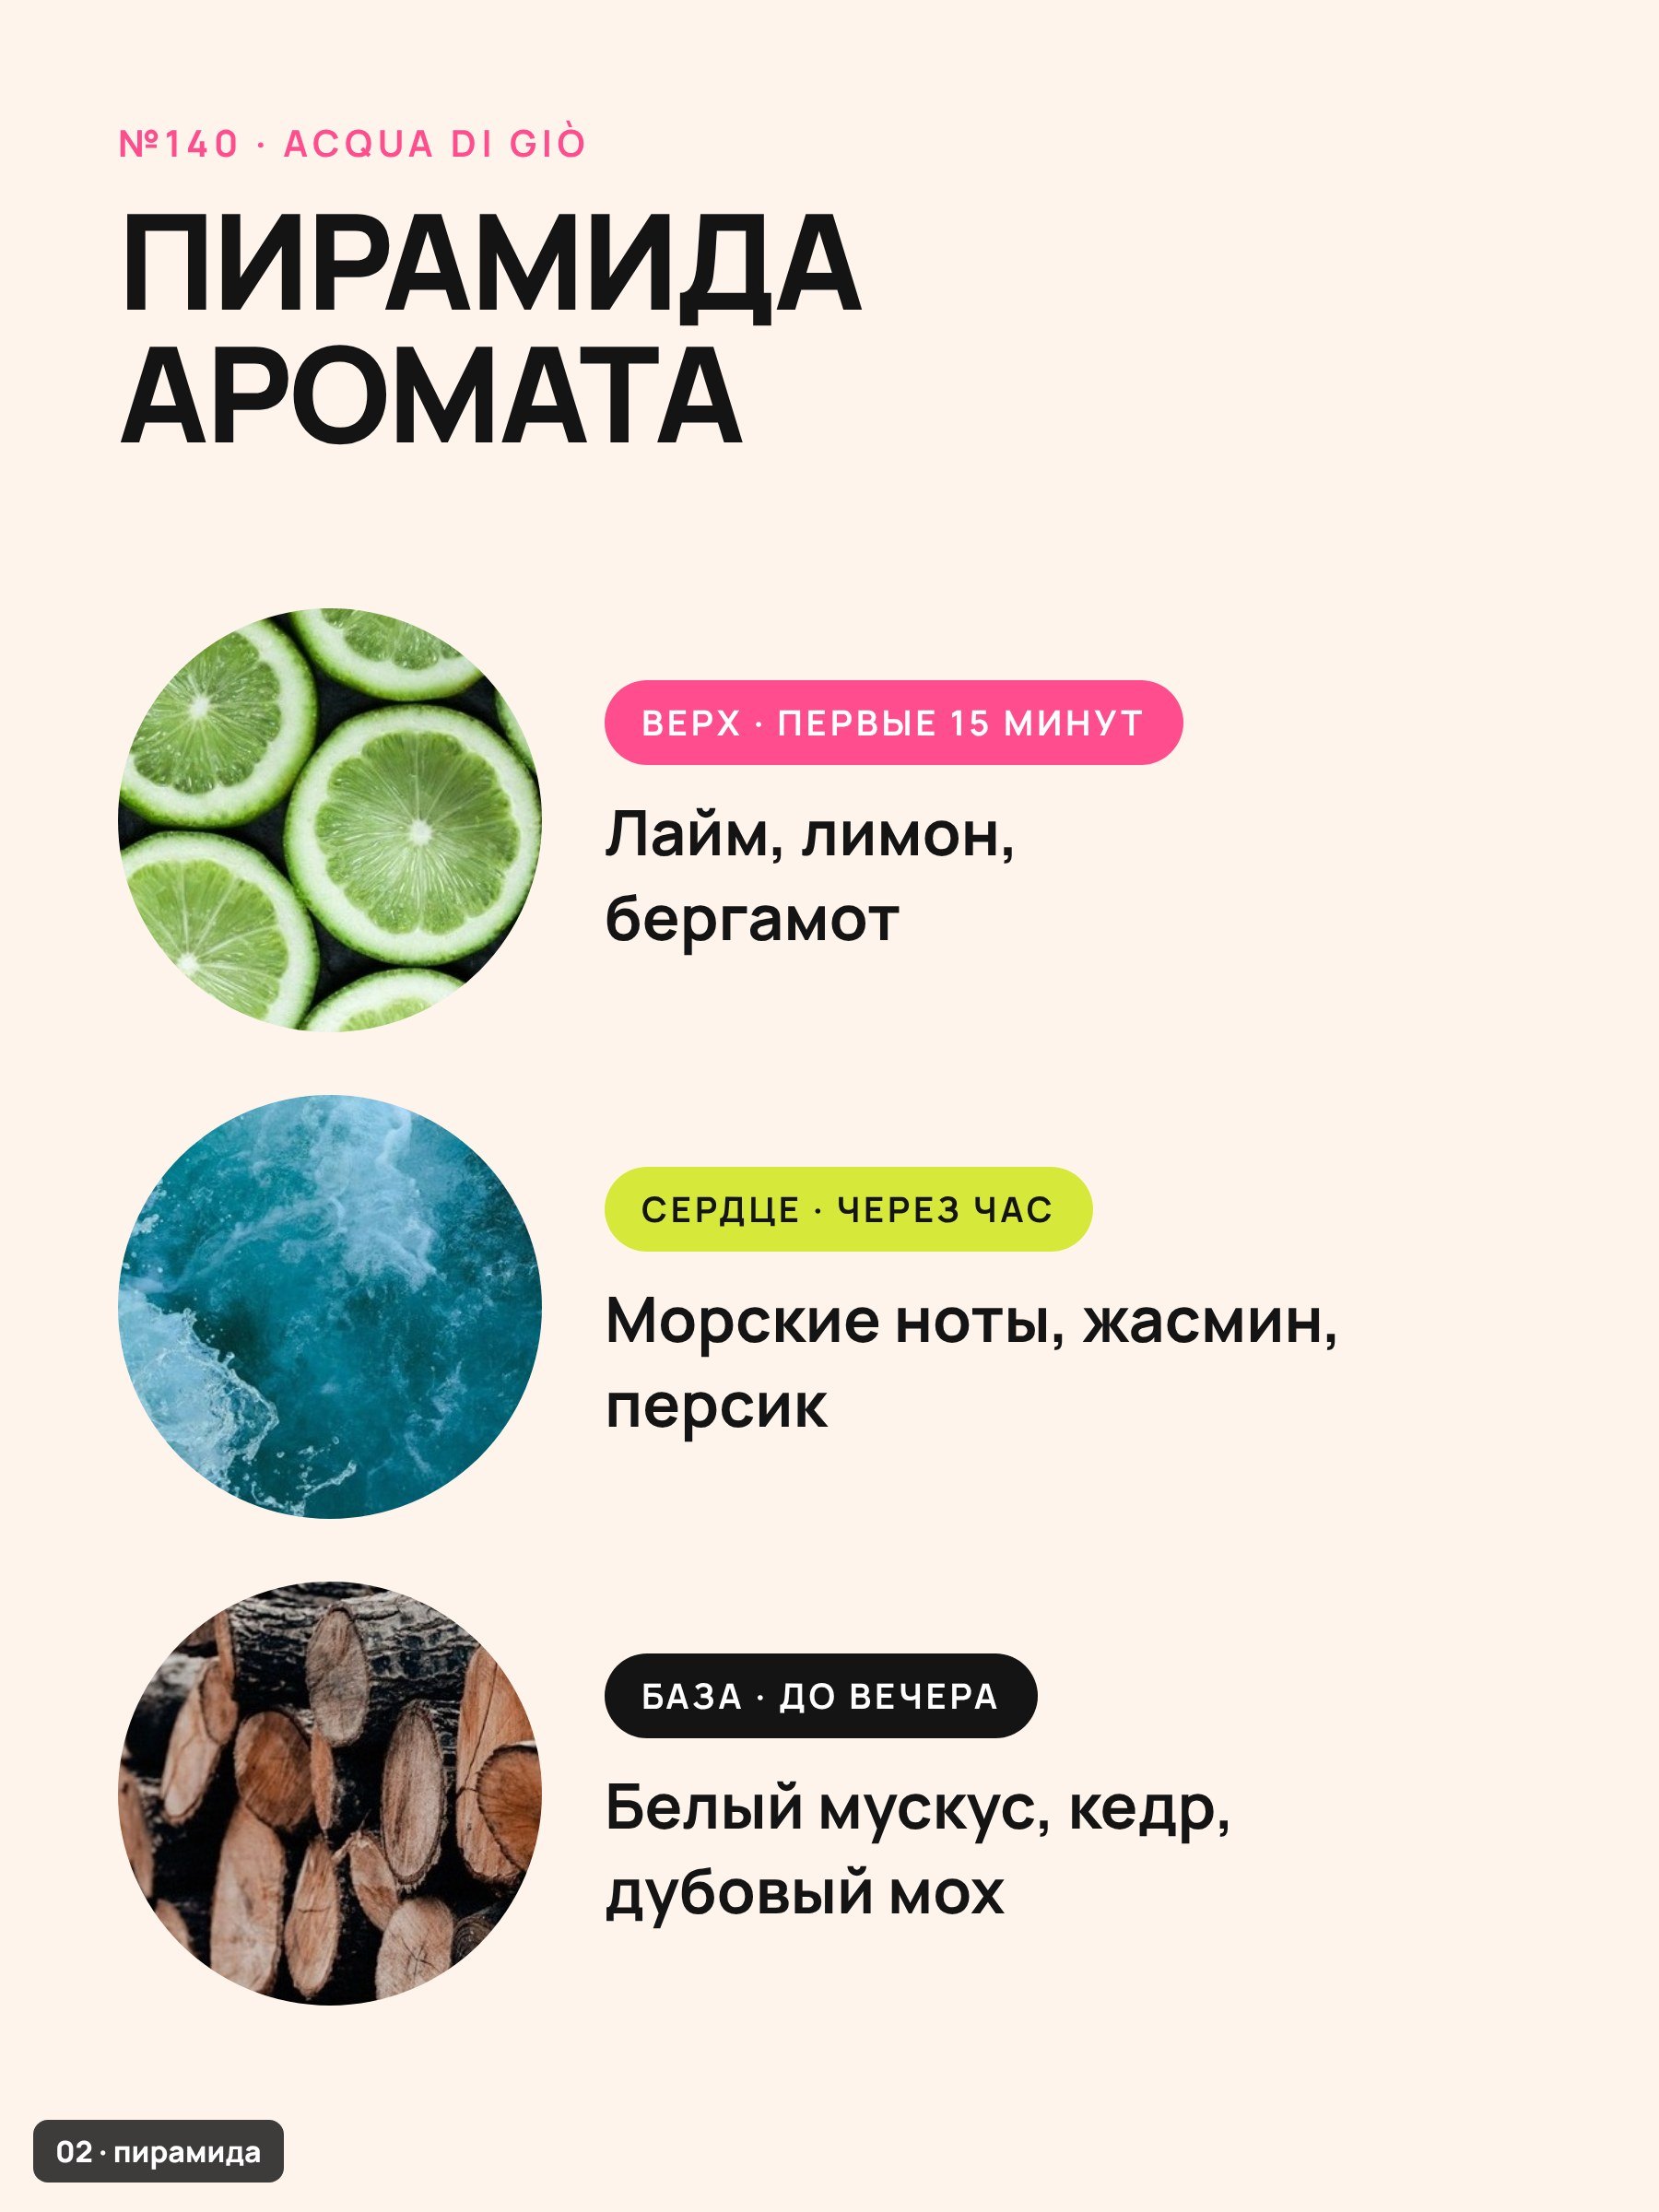 №140 · ACQUA DI GIÒ
ПИРАМИДА
АРОМАТА
ВЕРХ · ПЕРВЫЕ 15 МИНУТ
Лайм, лимон,
бергамот
СЕРДЦЕ · ЧЕРЕЗ ЧАС
Морские ноты, жасмин,
персик
БАЗА · ДО ВЕЧЕРА
Белый мускус, кедр,
дубовый мох
02 · пирамида